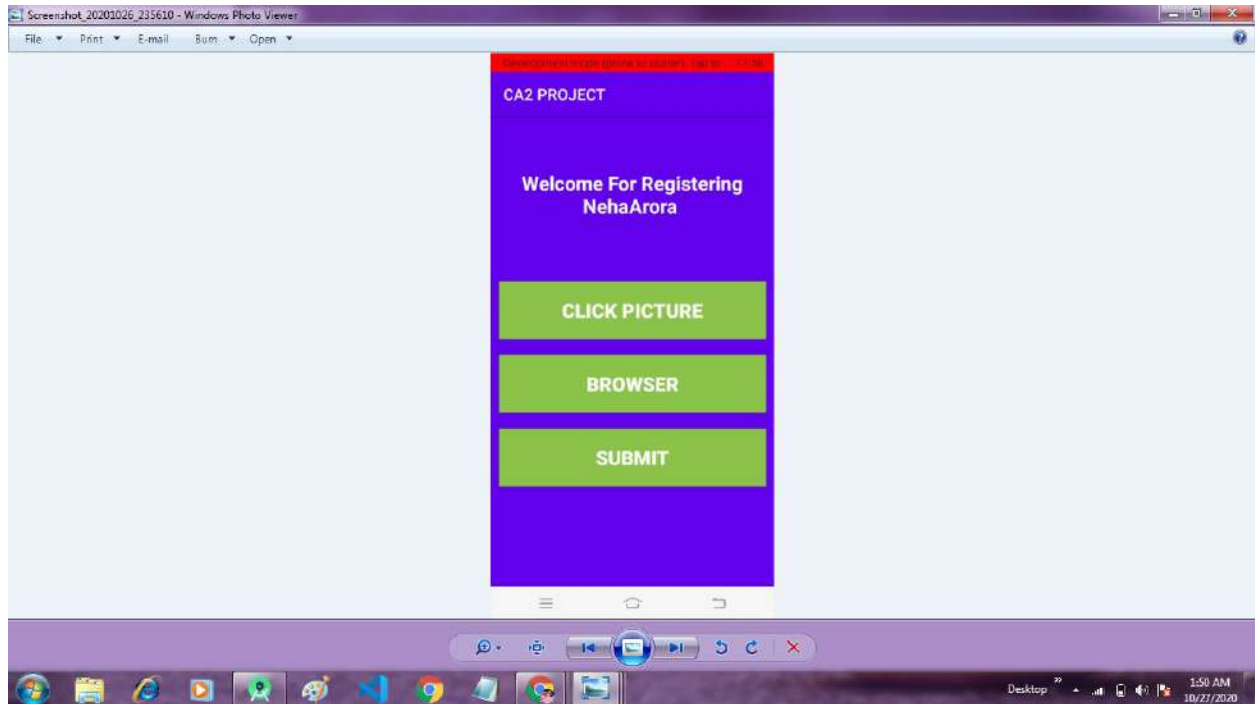 Screenshot_20201026_235610 - Windows Photo Viewer
File Print E-mail Burn Open
CA2 PROJECT
Welcome For Registering
NehaArora
CLICK PICTURE
BROWSER
SUBMIT
Desktop
1:50 AM
10/27/2020